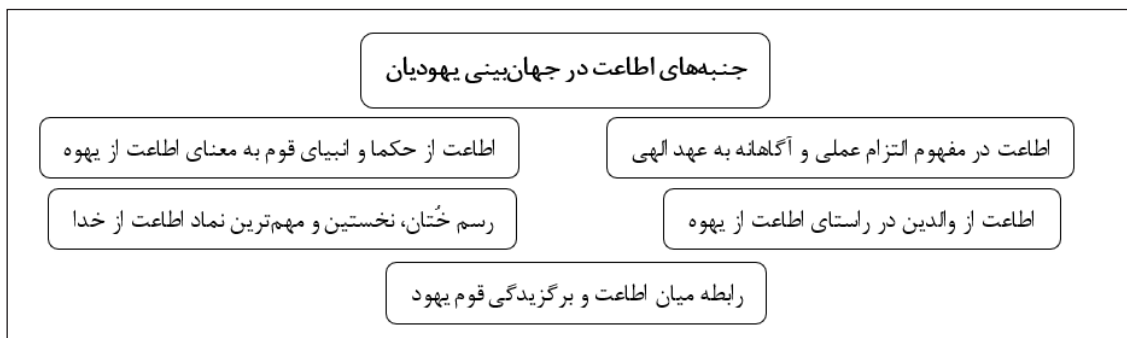 جنبه‌های اطاعت در جهان‌بینی یهودیان
اطاعت در مفهوم التزام عملی و آگاهانه به عهد الهی
اطاعت از حکما و انبیای قوم به معنای اطاعت از یهوه
اطاعت از والدین در راستای اطاعت از یهوه
رسم خُتان، نخستین و مهم‌ترین نماد اطاعت از خدا
رابطه میان اطاعت و برگزیدگی قوم یهود